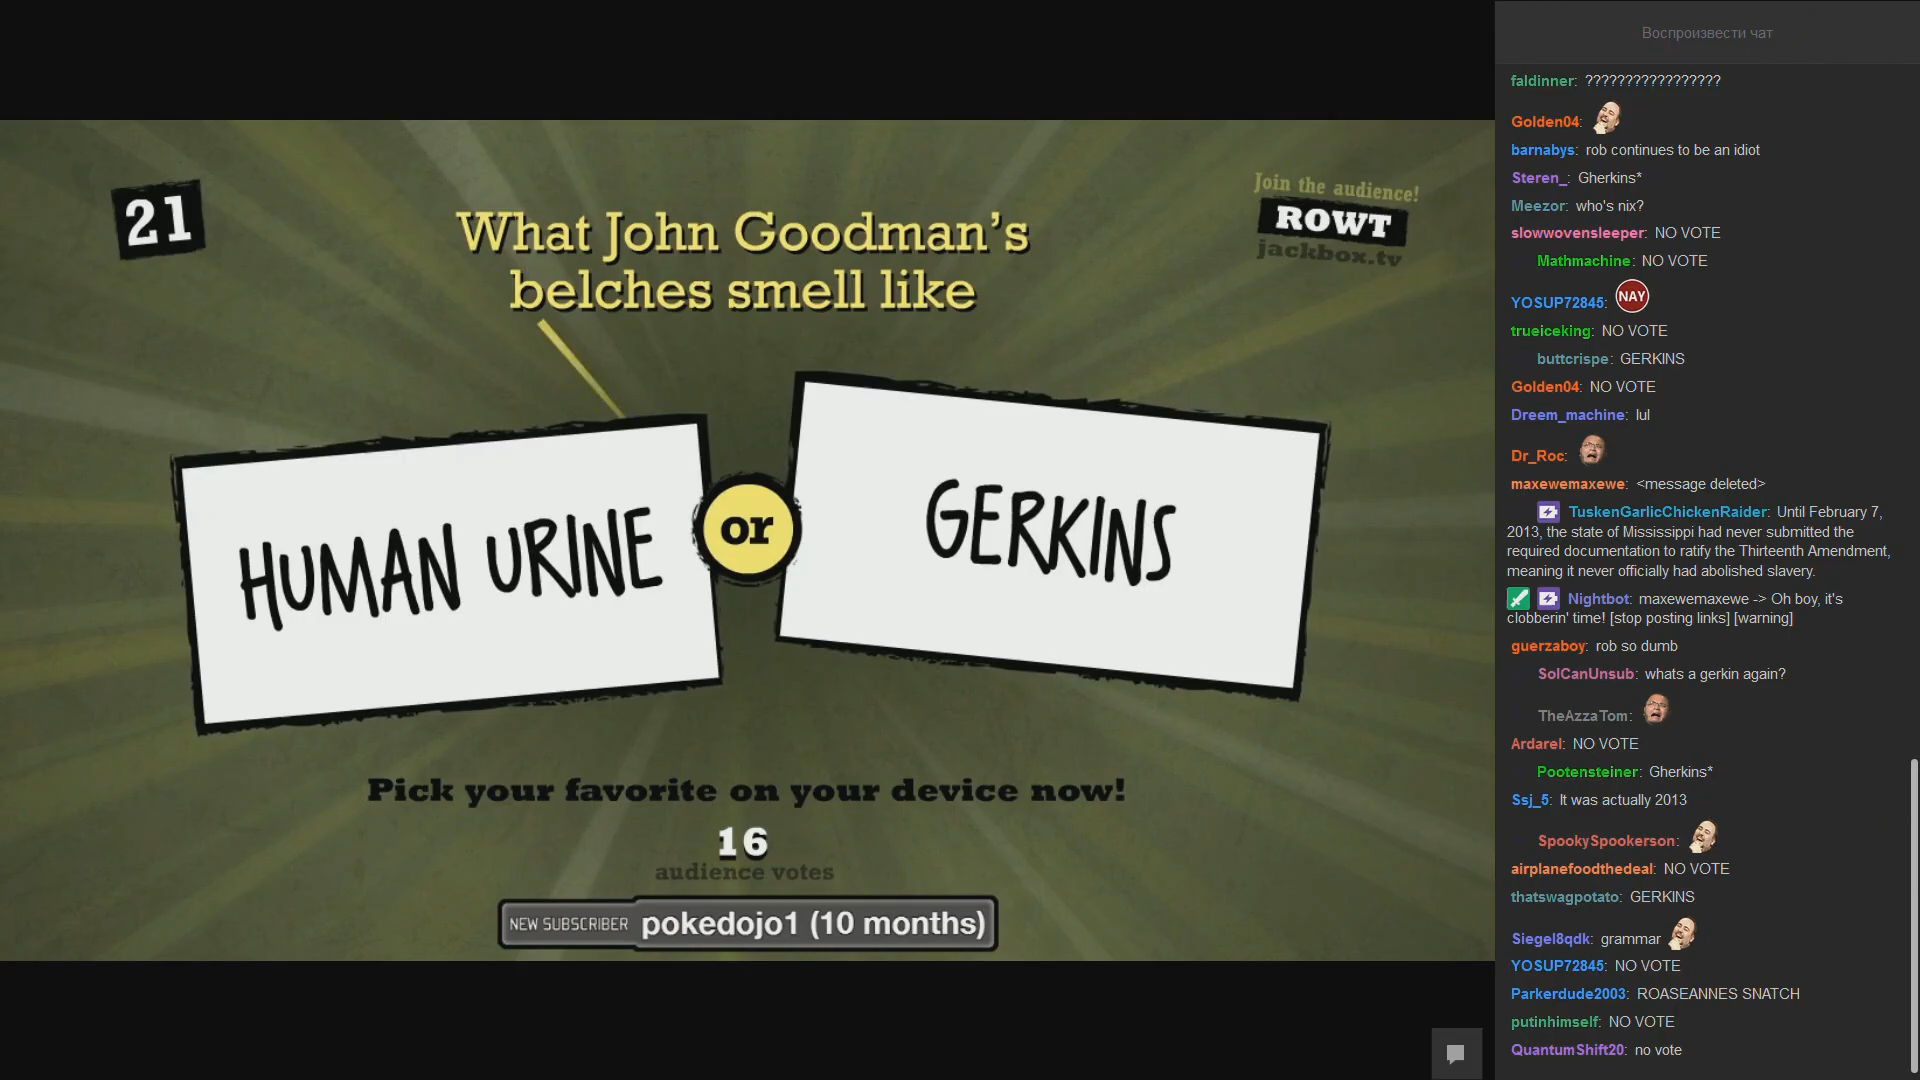 21
What John Goodman's
belches smell like
Join the audience!
ROWT
jackbox.tv
HUMAN URINE
or
GERKINS
Pick your favorite on your device now!
16
audience votes
NEW SUBSCRIBER pokedojo1 (10 months)
Воспроизвести чат
faldinner: ?????????????????
Golden04:
barnabys: rob continues to be an idiot
Steren_: Gherkins*
Meezor: who's nix?
slowwovensleeper: NO VOTE
Mathmachine: NO VOTE
YOSUP72845: NAY
trueiceking: NO VOTE
buttcrispe: GERKINS
Golden04: NO VOTE
Dreem_machine: lul
Dr_Roc:
maxewemaxewe: <message deleted>
TuskenGarlicChickenRaider: Until February 7,
2013, the state of Mississippi had never submitted the
required documentation to ratify the Thirteenth Amendment,
meaning it never officially had abolished slavery.
Nightbot: maxewemaxewe -> Oh boy, it's
clobberin' time! [stop posting links] [warning]
guerzaboy: rob so dumb
SolCanUnsub: whats a gerkin again?
TheAzzaTom:
Ardarel: NO VOTE
Pootensteiner: Gherkins*
Ssj_5: It was actually 2013
SpookySpookerson:
airplanefoodthedeal: NO VOTE
thatswagpotato: GERKINS
Siegel8qdk: grammar
YOSUP72845: NO VOTE
Parkerdude2003: ROASEANNES SNATCH
putinhimself: NO VOTE
QuantumShift20: no vote